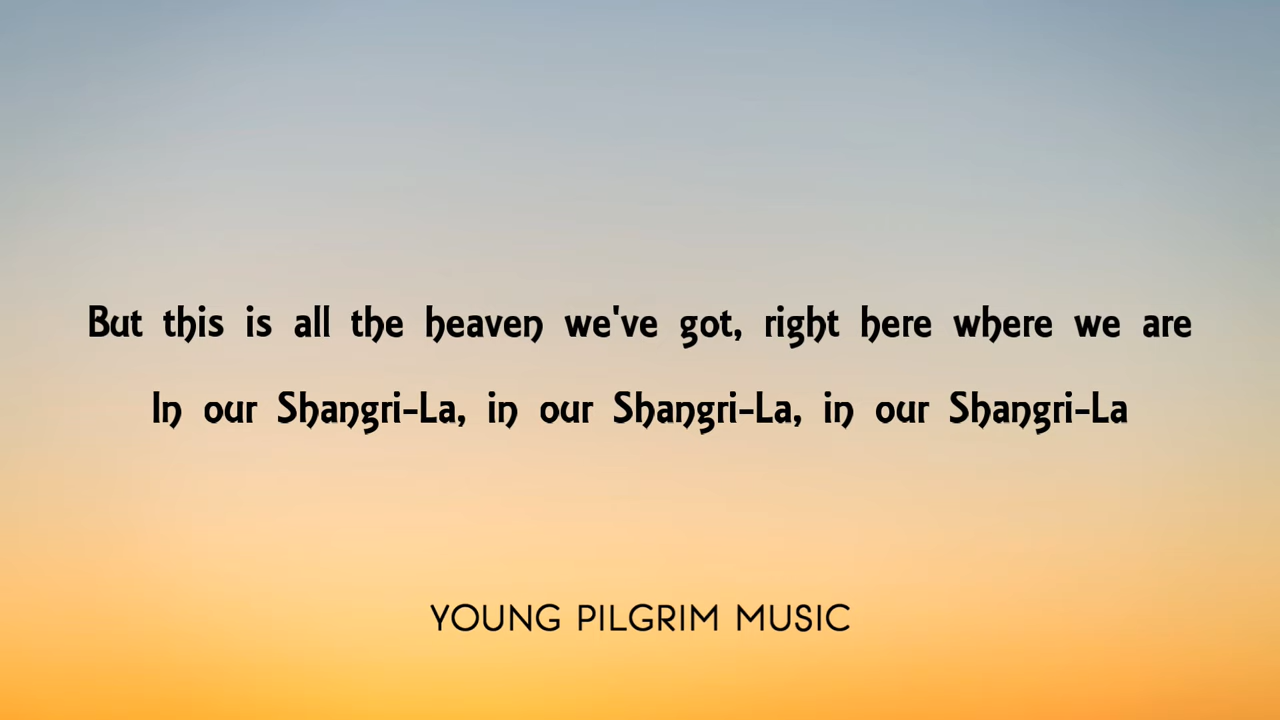 But this is all the heaven we've got, right here where we are
In our Shangri-La, in our Shangri-La, in our Shangri-La
YOUNG PILGRIM MUSIC